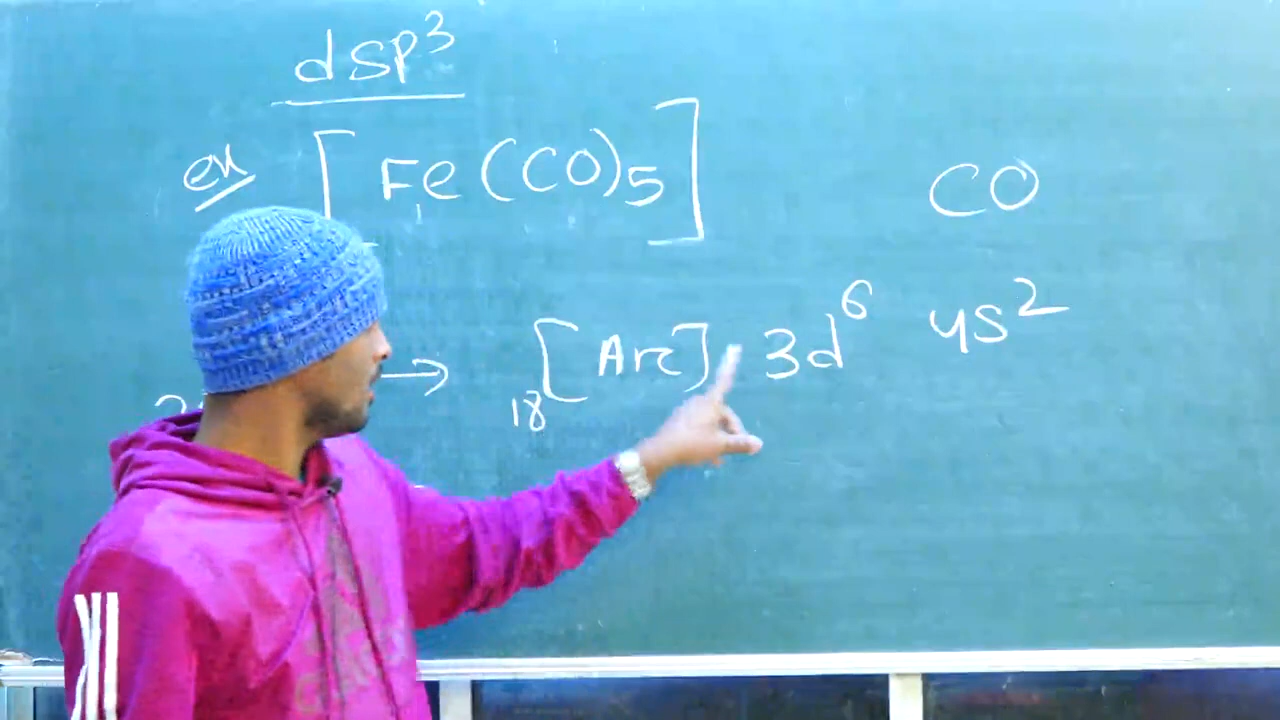 dsp³
ex [Fe(CO)5] CO
→ 18[Ar] 3d⁶ 4s²